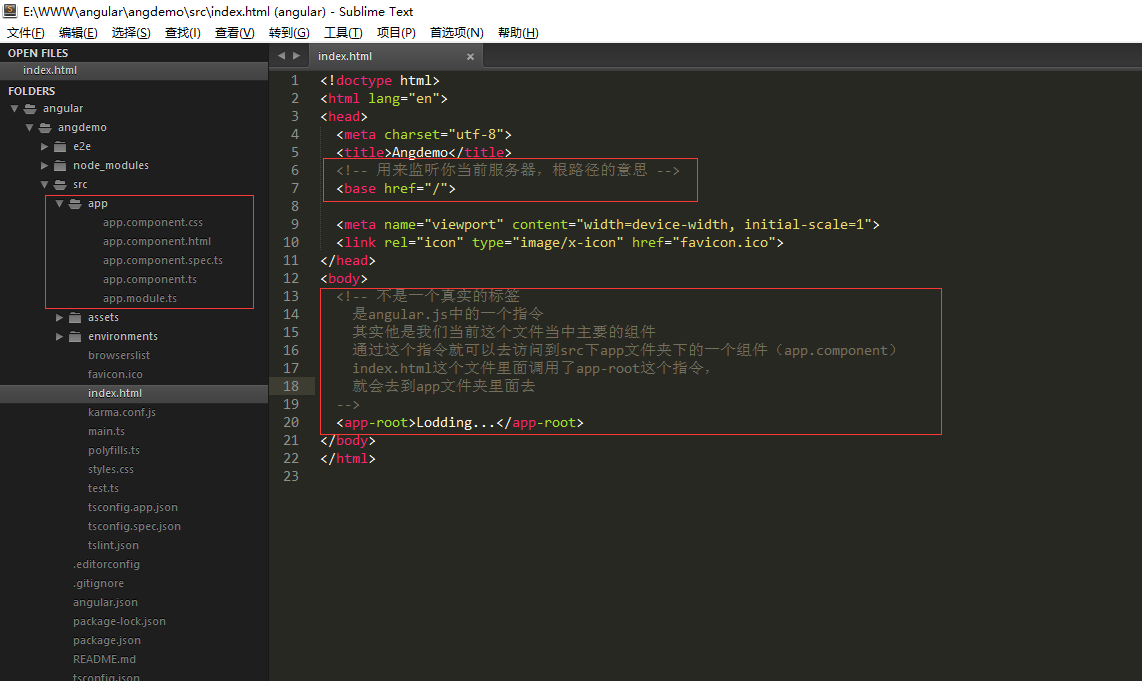 E:\WWW\angular\angdemo\src\index.html (angular) - Sublime Text
文件(F) 编辑(E) 选择(S) 查找(I) 查看(V) 转到(G) 工具(T) 项目(P) 首选项(N) 帮助(H)
OPEN FILES
index.html
FOLDERS
angular
angdemo
e2e
node_modules
src
app
app.component.css
app.component.html
app.component.spec.ts
app.component.ts
app.module.ts
assets
environments
browserslist
favicon.ico
index.html
karma.conf.js
main.ts
polyfills.ts
styles.css
test.ts
tsconfig.app.json
tsconfig.spec.json
tslint.json
.editorconfig
.gitignore
angular.json
package-lock.json
package.json
README.md
tsconfig.json
index.html ×
1 <!doctype html>
2 <html lang="en">
3 <head>
4 <meta charset="utf-8">
5 <title>Angdemo</title>
6 <!-- 用来监听你当前服务器，根路径的意思 -->
7 <base href="/">
8
9 <meta name="viewport" content="width=device-width, initial-scale=1">
10 <link rel="icon" type="image/x-icon" href="favicon.ico">
11 </head>
12 <body>
13 <!-- 不是一个真实的标签
14 是angular.js中的一个指令
15 其实他是我们当前这个文件当中主要的组件
16 通过这个指令就可以去访问到src下app文件夹下的一个组件（app.component）
17 index.html这个文件里面调用了app-root这个指令，
18 就会去到app文件夹里面去
19 -->
20 <app-root>Lodding...</app-root>
21 </body>
22 </html>
23